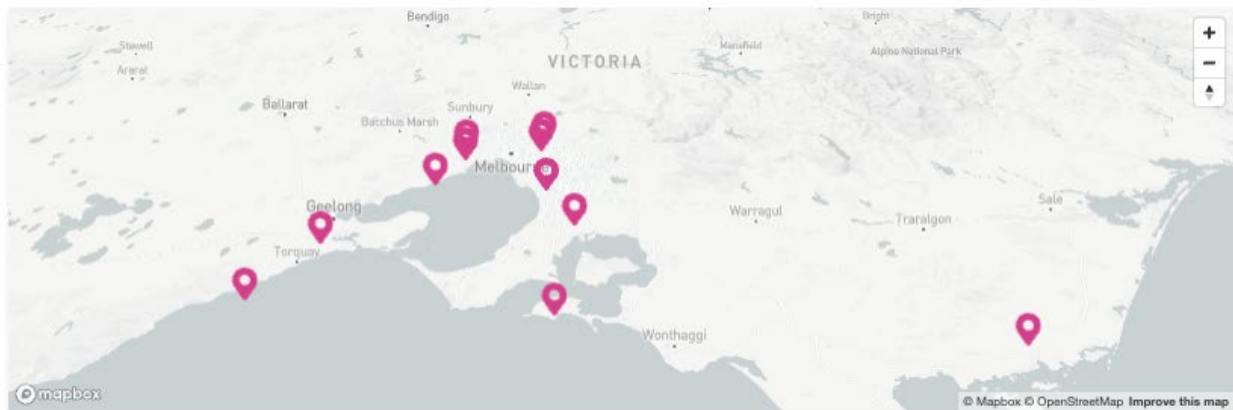 Bendigo
Bright
Stawell
VICTORIA
Mansfield
Alpine National Park
Ararat
Wallan
Ballarat
Sunbury
Bacchus Marsh
Melbourne
Geelong
Warragul
Traralgon
Sale
Torquay
Wonthaggi
mapbox
© Mapbox © OpenStreetMap Improve this map